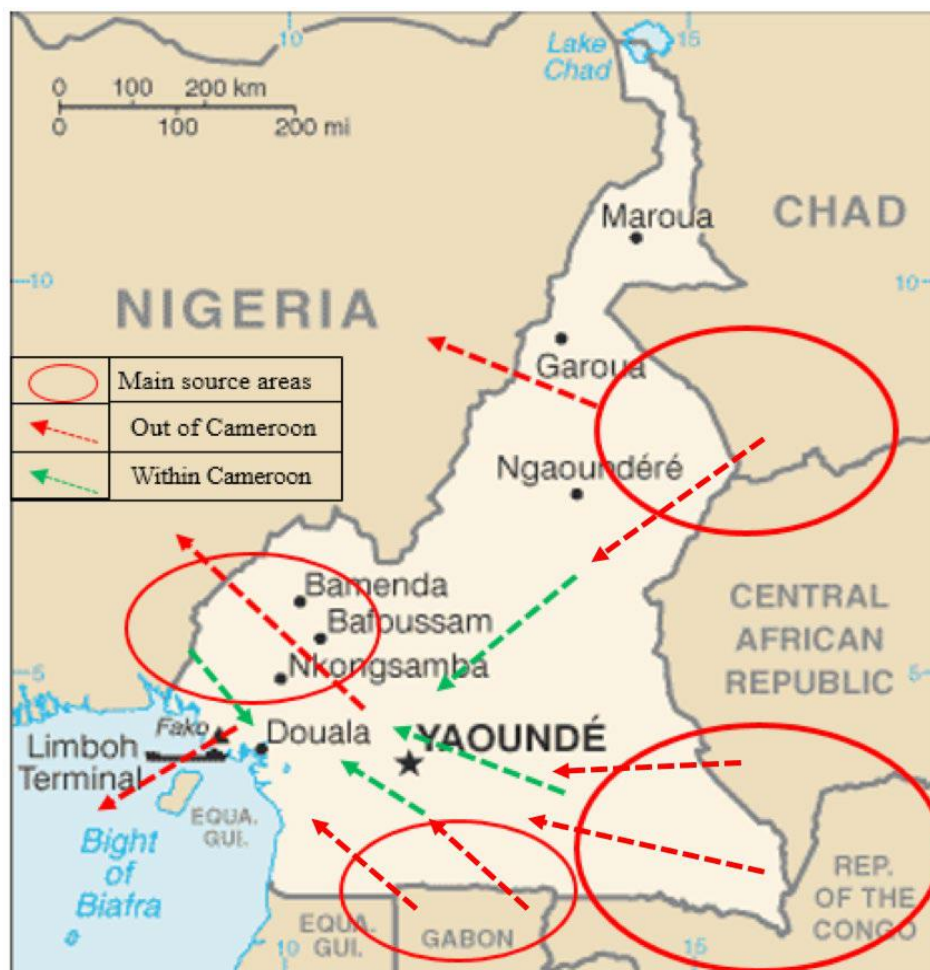 10
15
Lake
Chad
0 100 200 km
0 100 200 mi
Maroua
CHAD
10
10
NIGERIA
Garoua
Main source areas
Out of Cameroon
Within Cameroon
Ngaoundéré
Bamenda
Bafoussam
Nkongsamba
CENTRAL
AFRICAN
REPUBLIC
5
5
Fako
Douala
YAOUNDÉ
Limboh
Terminal
EQUA.
GUI.
Bight
of
Biafra
REP.
OF THE
CONGO
EQUA.
GUI.
GABON
10
15